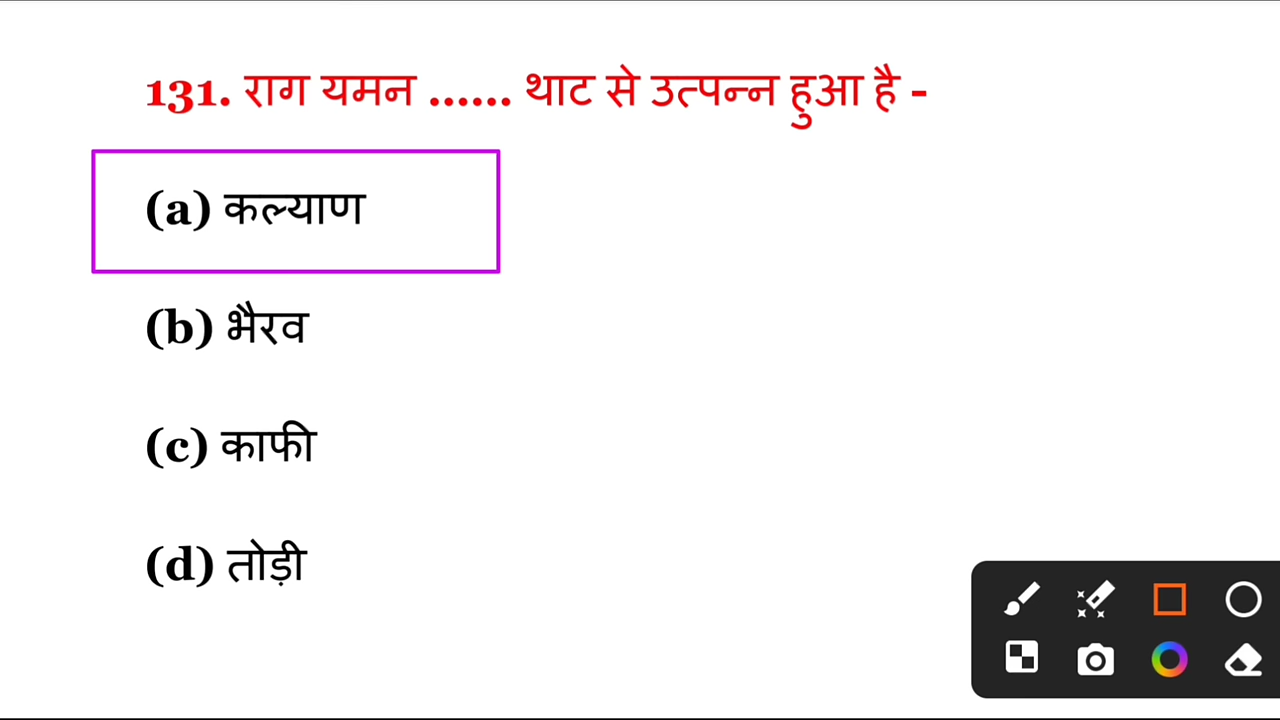 131. राग यमन ...... थाट से उत्पन्न हुआ है -
(a) कल्याण
(b) भैरव
(c) काफी
(d) तोड़ी